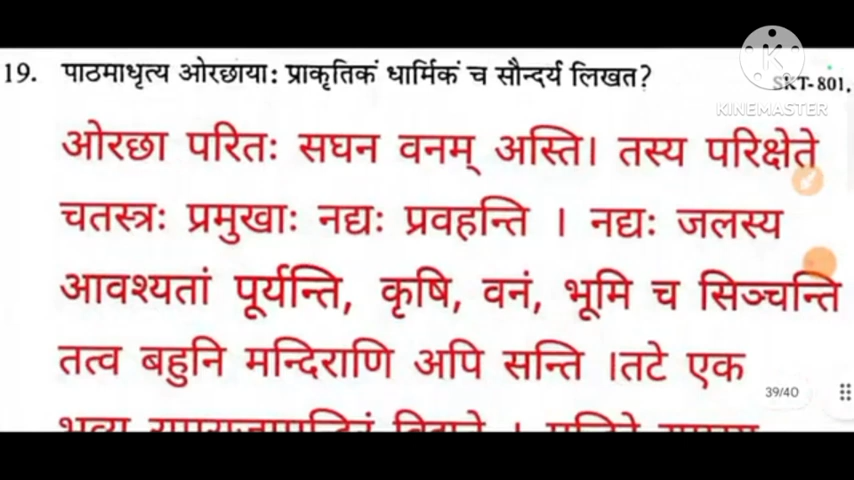 19. पाठमाधृत्य ओरछायाः प्राकृतिकं धार्मिकं च सौन्दर्यं लिखत?
SKT-801.
KINEMASTER
ओरछा परितः सघन वनम् अस्ति। तस्य परिक्षेते
चतस्त्रः प्रमुखाः नद्यः प्रवहन्ति । नद्यः जलस्य
आवश्यतां पूर्यन्ति, कृषि, वनं, भूमि च सिञ्चन्ति
तत्व बहुनि मन्दिराणि अपि सन्ति ।तटे एक
39/40